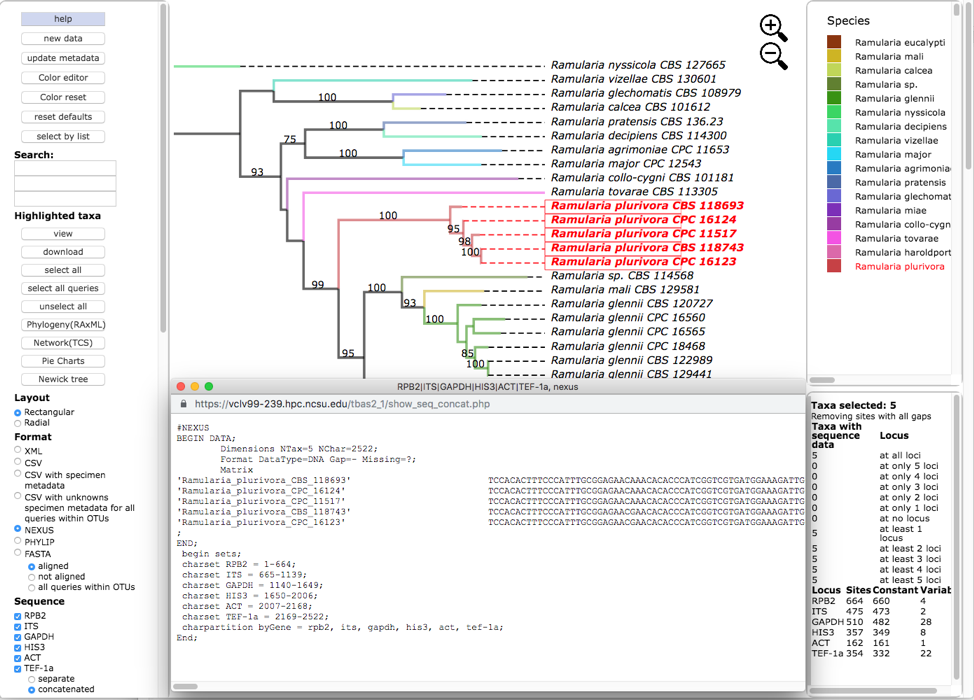 help
new data
update metadata
Color editor
Color reset
reset defaults
select by list
Search:
Highlighted taxa
view
download
select all
select all queries
unselect all
Phylogeny(RAxML)
Network(TCS)
Pie Charts
Newick tree
Layout
Rectangular
Radial
Format
XML
CSV
CSV with specimen
metadata
CSV with unknowns
specimen metadata for all
queries within OTUs
NEXUS
PHYLIP
FASTA
aligned
not aligned
all queries within OTUs
Sequence
RPB2
ITS
GAPDH
HIS3
ACT
TEF-1a
separate
concatenated
Ramularia nyssicola CBS 127665
Ramularia vizellae CBS 130601
100 Ramularia glechomatis CBS 108979
Ramularia calcea CBS 101612
100 Ramularia pratensis CBS 136.23
75 Ramularia decipiens CBS 114300
100 Ramularia agrimoniae CPC 11653
Ramularia major CPC 12543
93 Ramularia collo-cygni CBS 101181
Ramularia tovarae CBS 113305
Ramularia plurivora CBS 118693
100 Ramularia plurivora CPC 16124
95 Ramularia plurivora CPC 11517
98 Ramularia plurivora CBS 118743
100 Ramularia plurivora CPC 16123
Ramularia sp. CBS 114568
99 100 Ramularia mali CBS 129581
93 Ramularia glennii CBS 120727
100 Ramularia glennii CPC 16560
Ramularia glennii CPC 16565
95 85 Ramularia glennii CPC 18468
100 Ramularia glennii CBS 122989
Ramularia glennii CBS 129441
Species
Ramularia eucalypti
Ramularia mali
Ramularia calcea
Ramularia sp.
Ramularia glennii
Ramularia nyssicola
Ramularia decipiens
Ramularia vizellae
Ramularia major
Ramularia agrimonia
Ramularia pratensis
Ramularia glechomat
Ramularia miae
Ramularia collo-cygn
Ramularia tovarae
Ramularia haroldport
Ramularia plurivora
RPB2|ITS|GAPDH|HIS3|ACT|TEF-1a, nexus
https://vclv99-239.hpc.ncsu.edu/tbas2_1/show_seq_concat.php
#NEXUS
BEGIN DATA;
Dimensions NTax=5 NChar=2522;
Format DataType=DNA Gap=- Missing=?;
Matrix
'Ramularia_plurivora_CBS_118693' TCCACACTTTCCCATTTGCGGAGAACAAACACACCCATCGGTCGTGATGGAAAGATTG
'Ramularia_plurivora_CPC_16124' TCCACACTTTCCCATTTGCGGAGAACAAACACACCCATCGGTCGTGATGGAAAGATTG
'Ramularia_plurivora_CPC_11517' TCCACACTTTCCCATTTGCGGAGAACAAACACACCCATCGGTCGTGATGGAAAGATTG
'Ramularia_plurivora_CBS_118743' TCCACACTTTCCCATTTGCGGAGAACAAACACACCCATCGGTCGTGATGGAAAGATTG
'Ramularia_plurivora_CPC_16123' TCCACACTTTCCCATTTGCGGAGAACAAACACACCCATCGGTCGTGATGGAAAGATTG
;
END;
begin sets;
charset RPB2 = 1-664;
charset ITS = 665-1139;
charset GAPDH = 1140-1649;
charset HIS3 = 1650-2006;
charset ACT = 2007-2168;
charset TEF-1a = 2169-2522;
charpartition byGene = rpb2, its, gapdh, his3, act, tef-1a;
End;
Taxa selected: 5
Removing sites with all gaps
Taxa with
sequence Locus
data
5 at all loci
0 at only 5 loci
0 at only 4 loci
0 at only 3 loci
0 at only 2 loci
0 at only 1 loci
0 at no locus
5 at least 1
locus
5 at least 2 loci
5 at least 3 loci
5 at least 4 loci
5 at least 5 loci
Locus Sites Constant Variat
RPB2 664 660 4
ITS 475 473 2
GAPDH 510 482 28
HIS3 357 349 8
ACT 162 161 1
TEF-1a 354 332 22